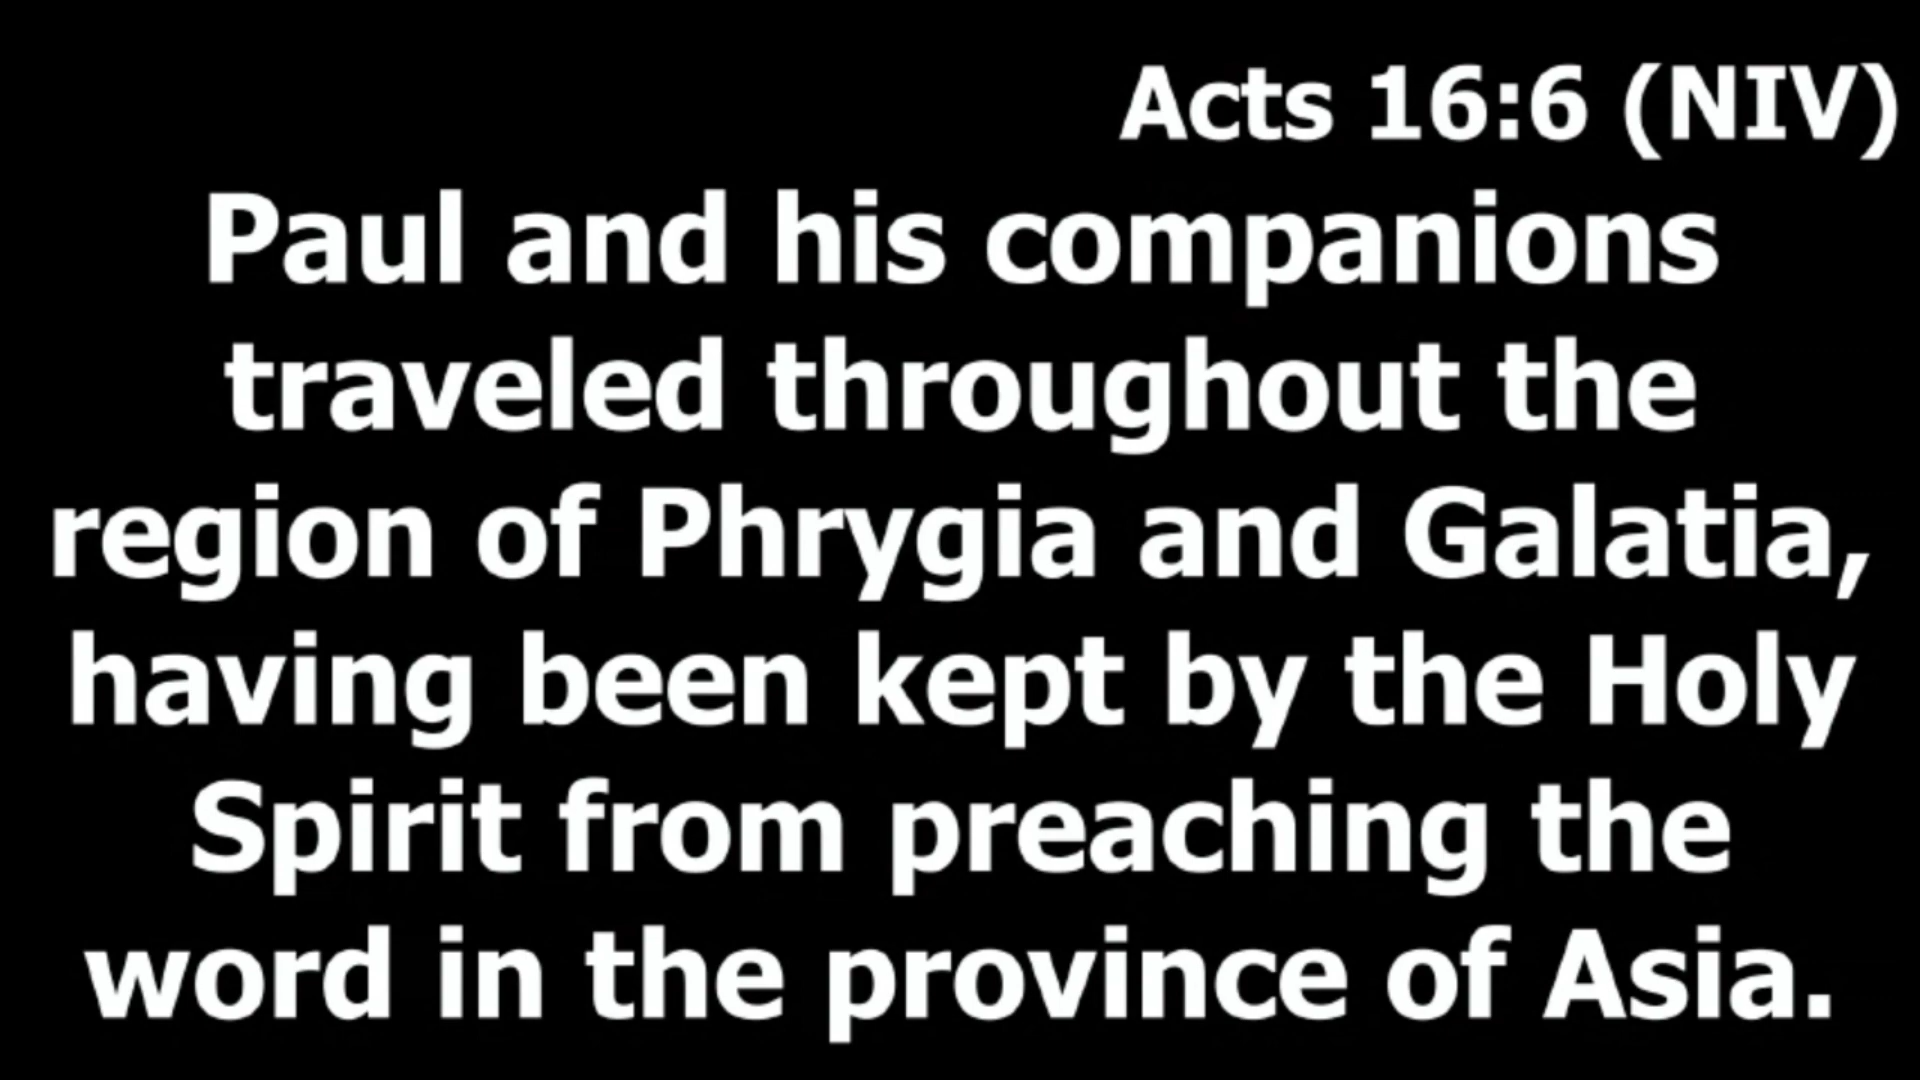 Acts 16:6 (NIV)
Paul and his companions
traveled throughout the
region of Phrygia and Galatia,
having been kept by the Holy
Spirit from preaching the
word in the province of Asia.